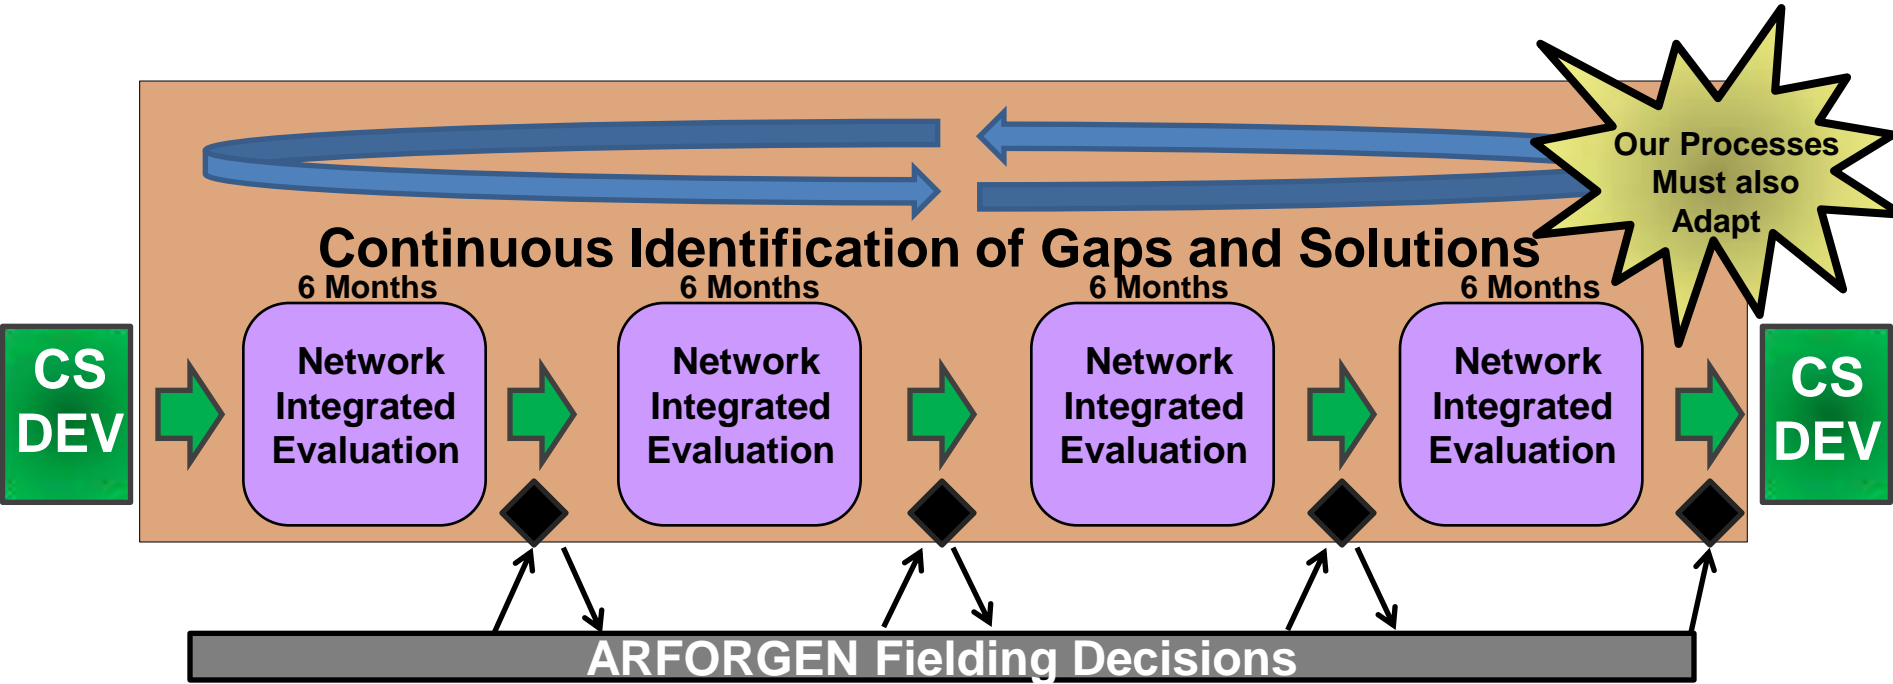 Our Processes
Must also
Adapt
Continuous Identification of Gaps and Solutions
6 Months
6 Months
6 Months
6 Months
CS
DEV
Network
Integrated
Evaluation
Network
Integrated
Evaluation
Network
Integrated
Evaluation
Network
Integrated
Evaluation
CS
DEV
ARFORGEN Fielding Decisions